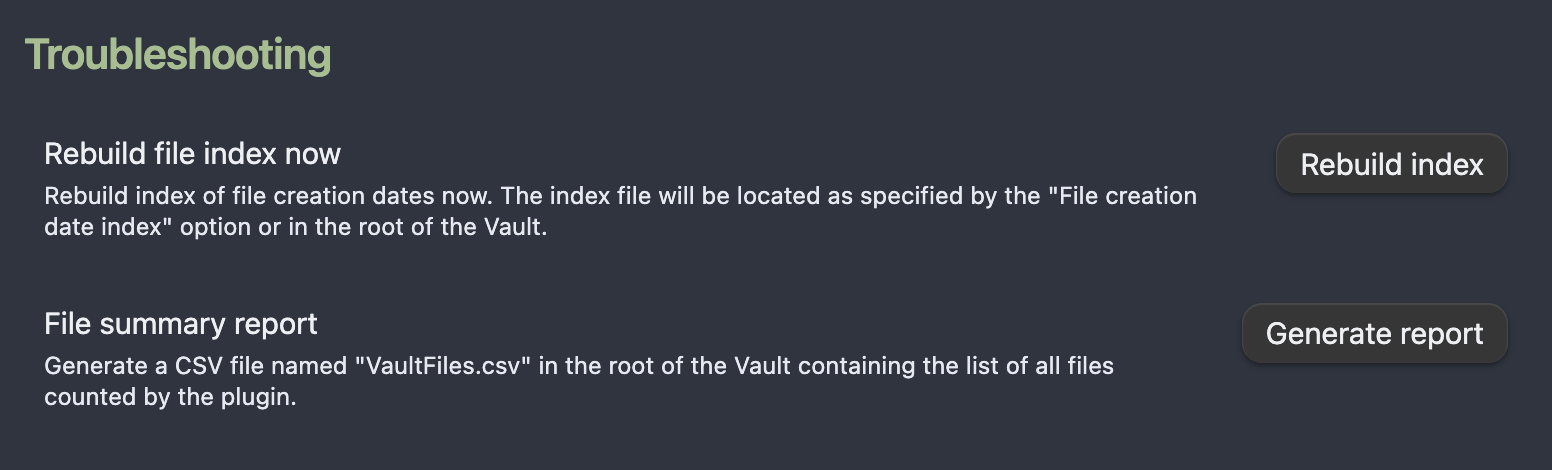 Troubleshooting
Rebuild file index now
Rebuild index
Rebuild index of file creation dates now. The index file will be located as specified by the "File creation
date index" option or in the root of the Vault.
File summary report
Generate report
Generate a CSV file named "VaultFiles.csv" in the root of the Vault containing the list of all files
counted by the plugin.